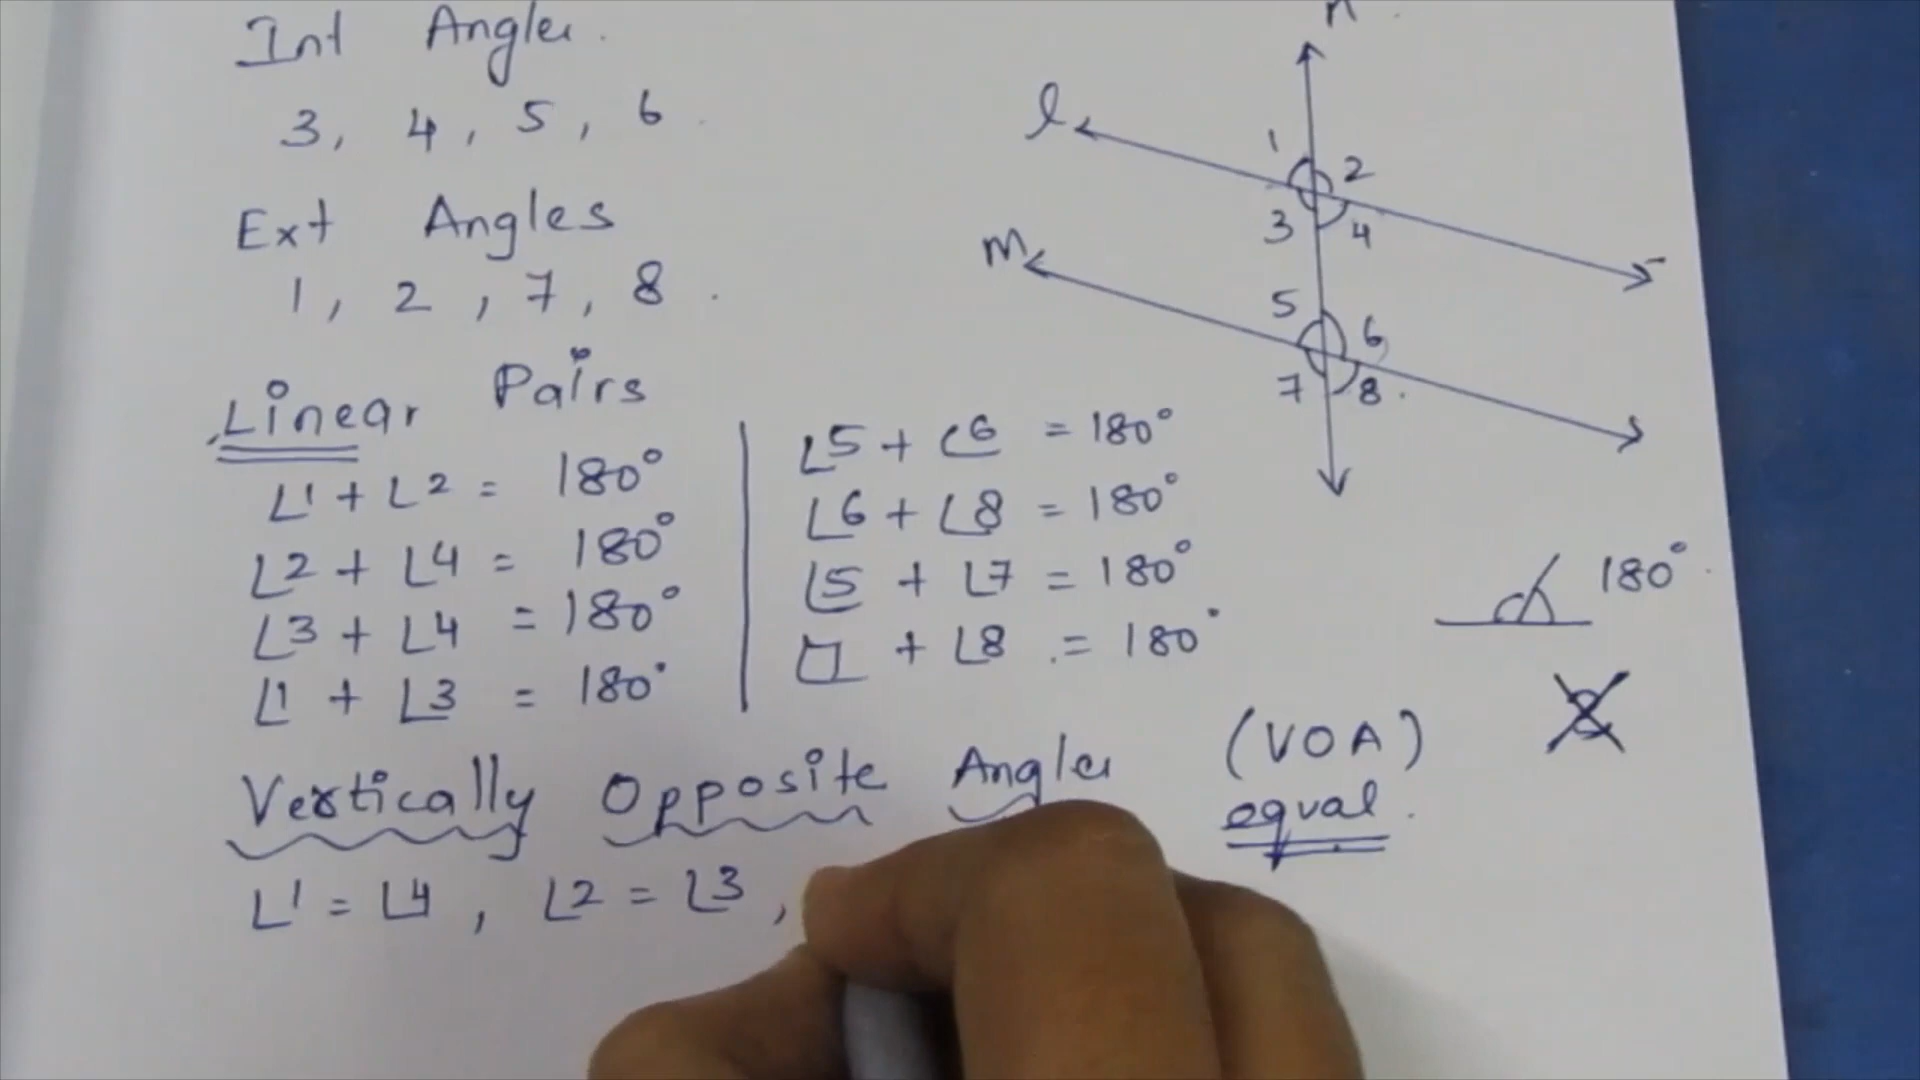 Int Angles
3, 4, 5, 6
Ext Angles
1, 2, 7, 8
Linear Pairs
∠1 + ∠2 = 180°
∠2 + ∠4 = 180°
∠3 + ∠4 = 180°
∠1 + ∠3 = 180°
∠5 + ∠6 = 180°
∠6 + ∠8 = 180°
∠5 + ∠7 = 180°
+ ∠8 = 180°
Vertically Opposite Angles (VOA)
equal.
∠1 = ∠4, ∠2 = ∠3,
n
l
1 2
3 4
m
5 6
7 8
180°